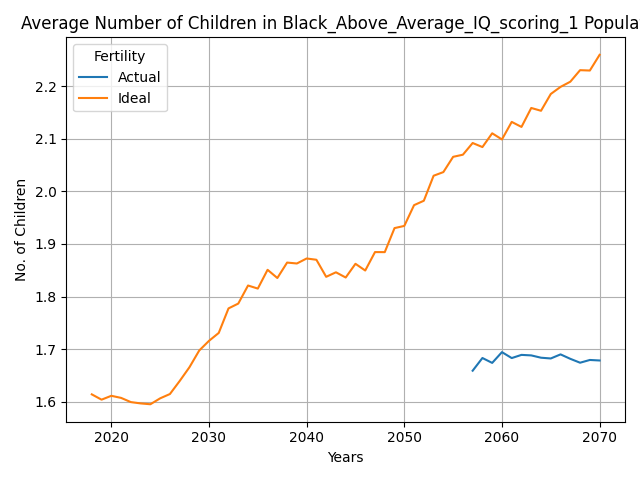 Average Number of Children in Black_Above_Average_IQ_scoring_1 Popula
Fertility
Actual
Ideal
2.2
2.1
2.0
1.9
1.8
1.7
1.6
No. of Children
2020 2030 2040 2050 2060 2070
Years